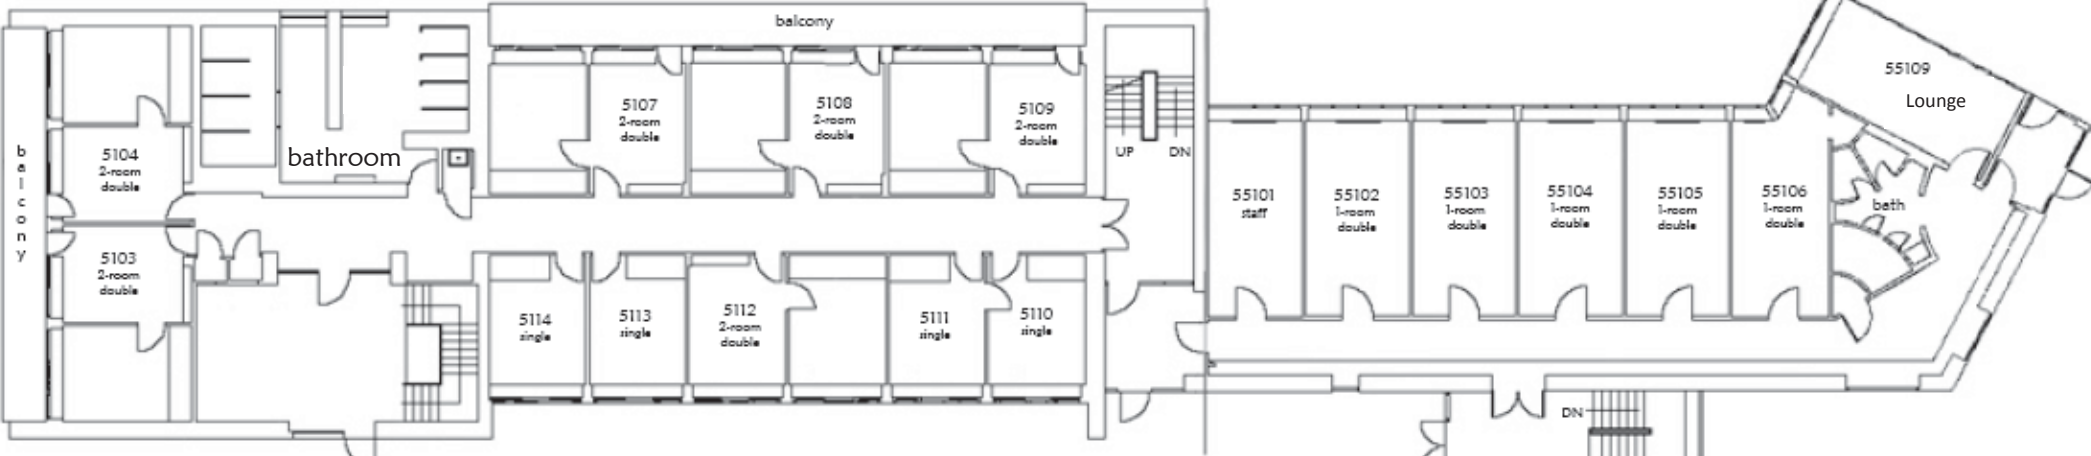 balcony
balcony
bathroom
5104
2-room
double
5103
2-room
double
5107
2-room
double
5108
2-room
double
5109
2-room
double
5114
single
5113
single
5112
2-room
double
5111
single
5110
single
UP
DN
55101
staff
55102
1-room
double
55103
1-room
double
55104
1-room
double
55105
1-room
double
55106
1-room
double
bath
55109
Lounge
DN